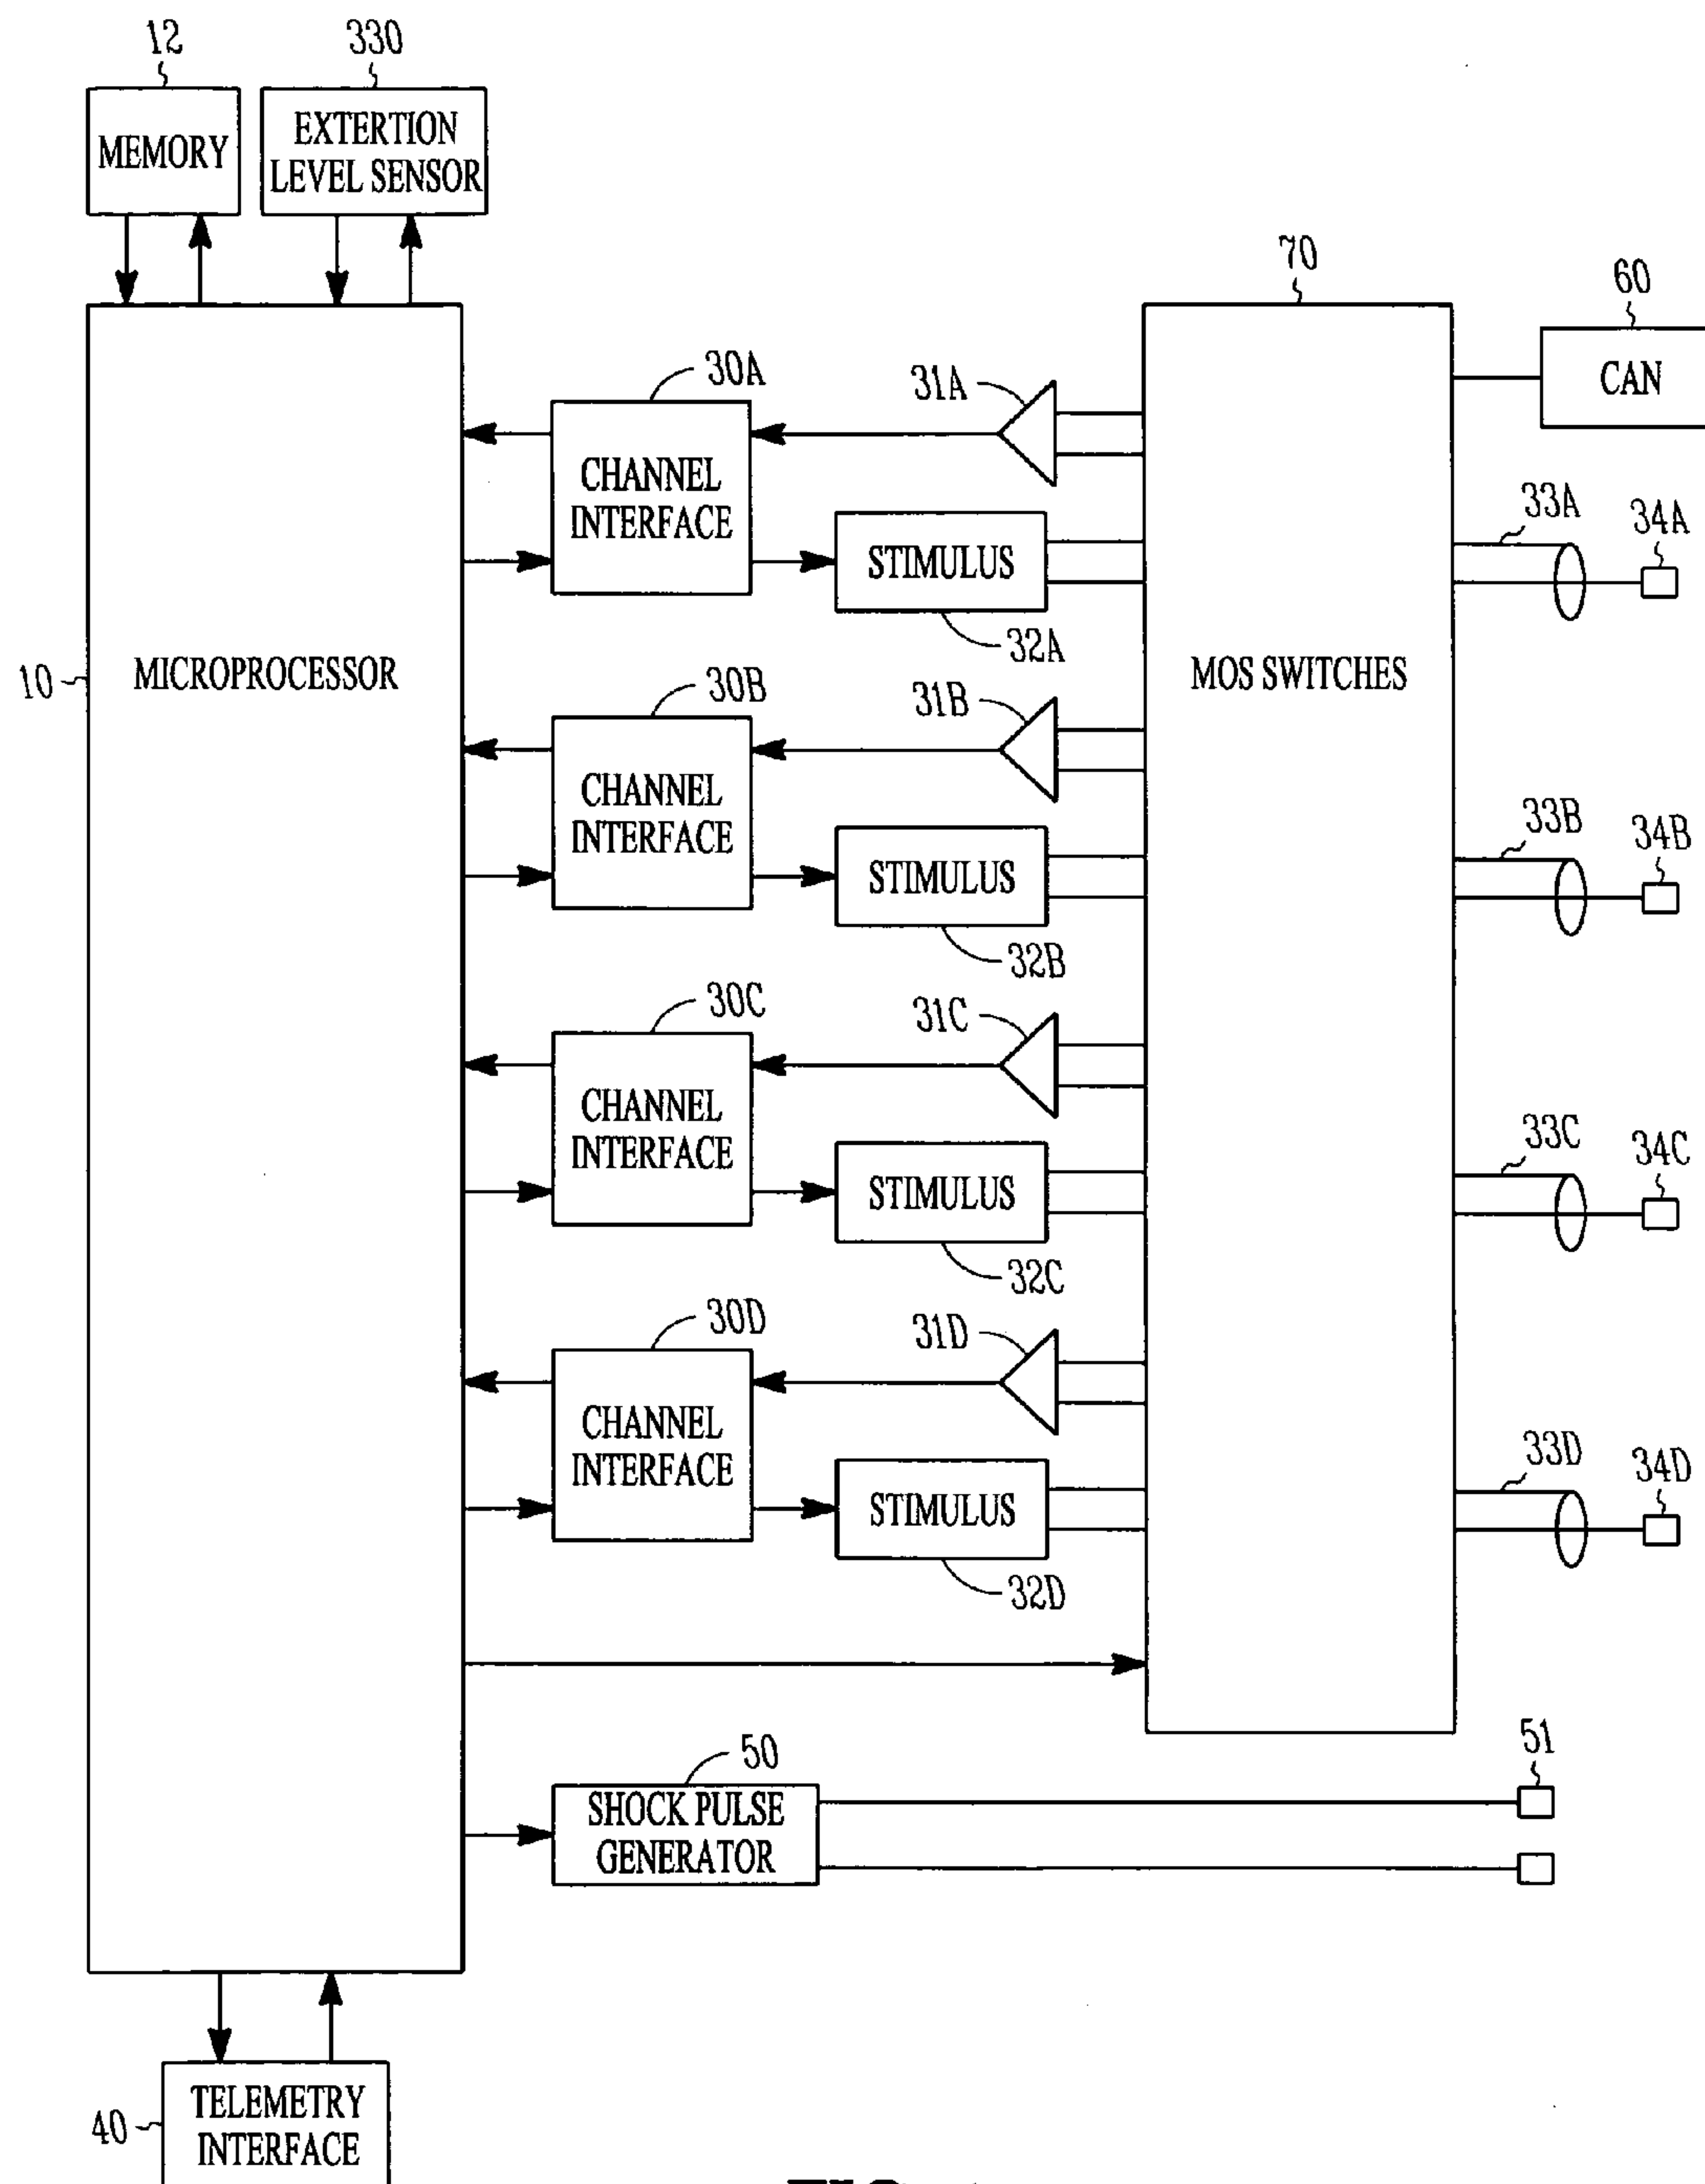 12
330
MEMORY
EXTERTION
LEVEL SENSOR
70
60
CAN
30A
31A
CHANNEL
INTERFACE
33A
34A
STIMULUS
32A
10
MICROPROCESSOR
MOS SWITCHES
30B
31B
CHANNEL
INTERFACE
33B
34B
STIMULUS
32B
30C
31C
CHANNEL
INTERFACE
33C
34C
STIMULUS
32C
30D
31D
CHANNEL
INTERFACE
33D
34D
STIMULUS
32D
50
51
SHOCK PULSE
GENERATOR
40
TELEMETRY
INTERFACE